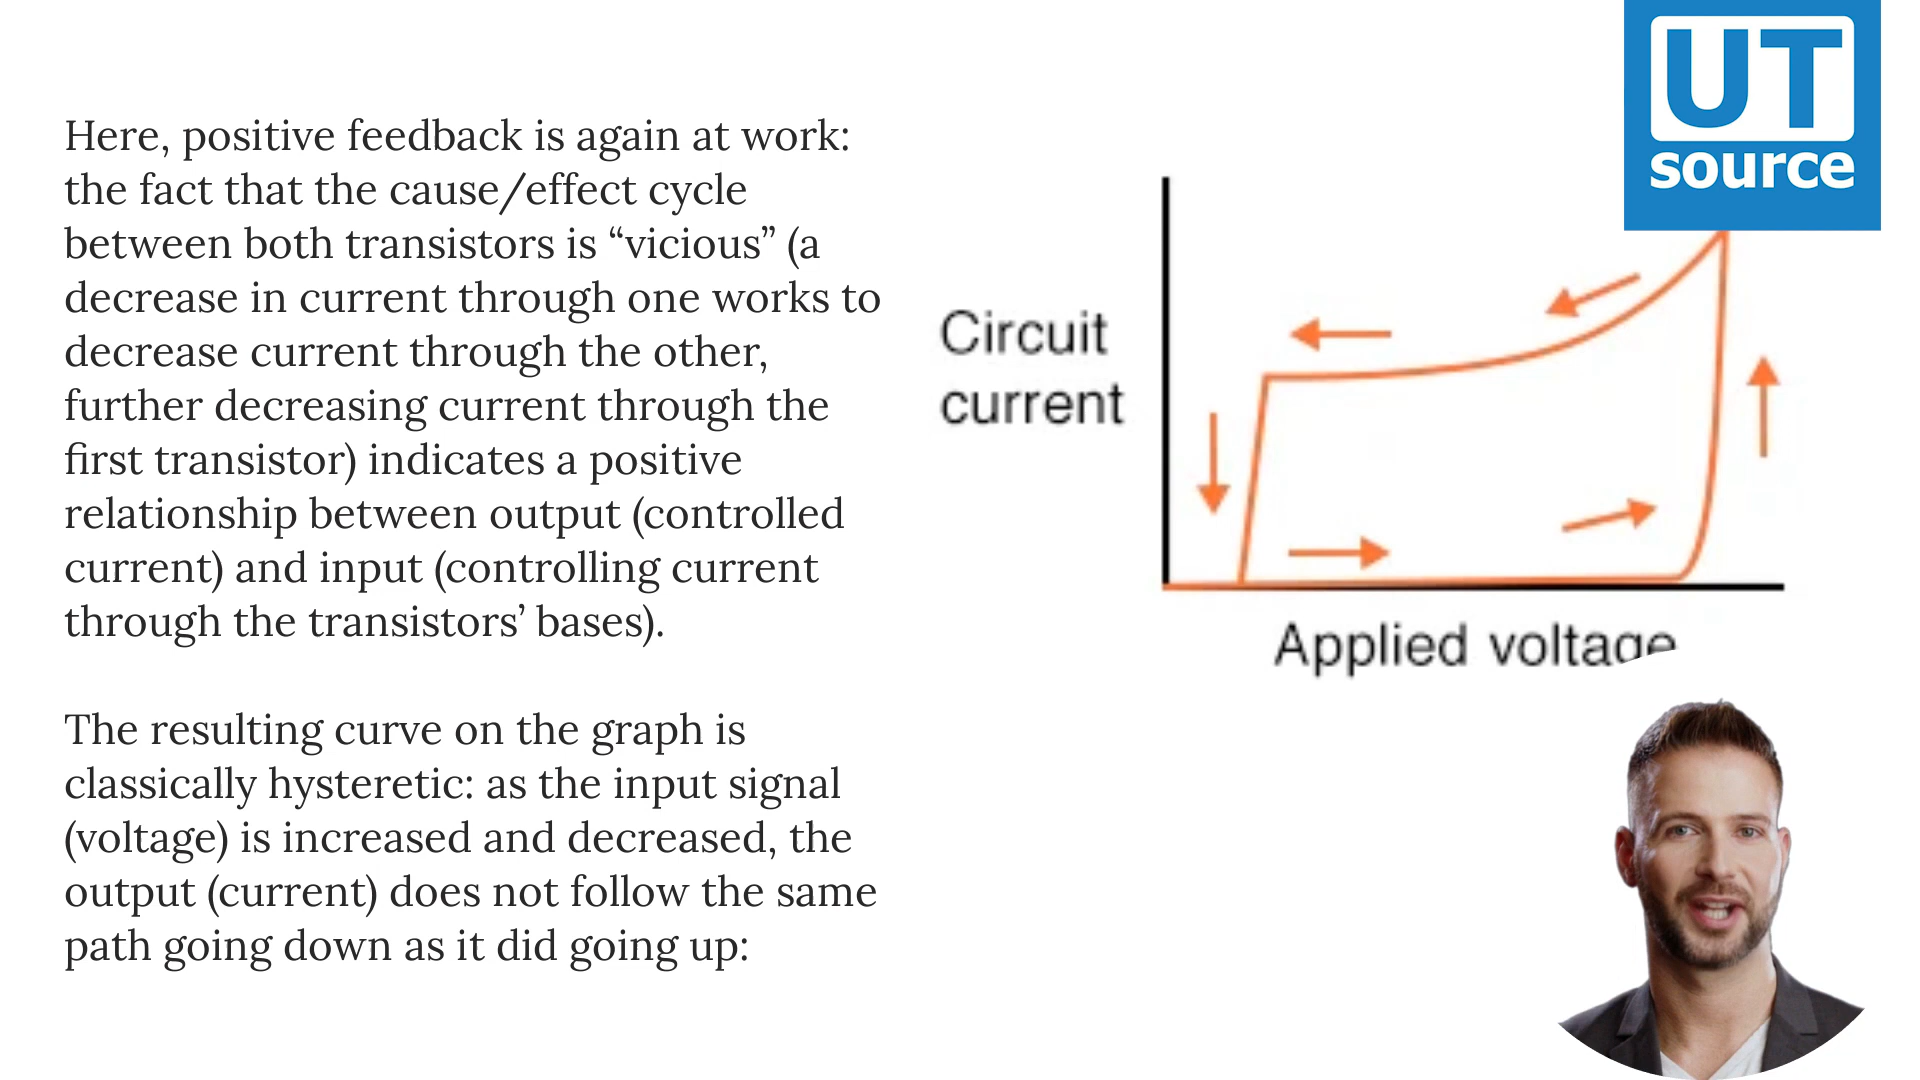 Here, positive feedback is again at work:
the fact that the cause/effect cycle
between both transistors is “vicious” (a
decrease in current through one works to
decrease current through the other,
further decreasing current through the
first transistor) indicates a positive
relationship between output (controlled
current) and input (controlling current
through the transistors’ bases).
The resulting curve on the graph is
classically hysteretic: as the input signal
(voltage) is increased and decreased, the
output (current) does not follow the same
path going down as it did going up:
UT
source
Circuit
current
Applied voltage